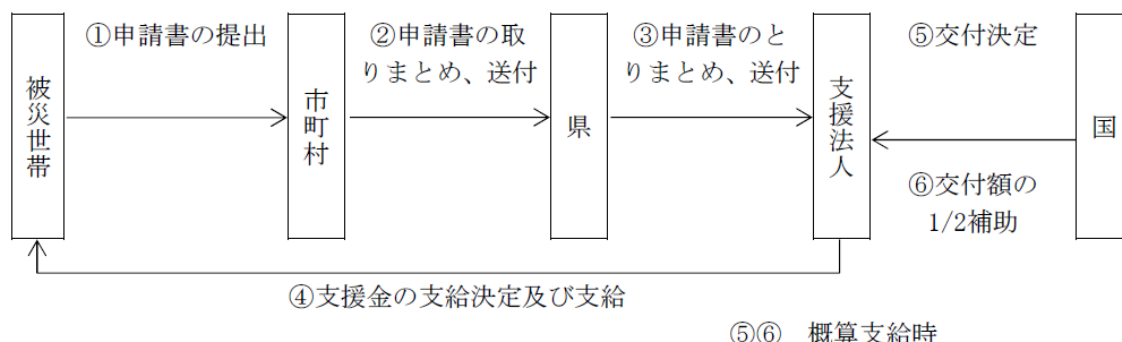 ①申請書の提出
②申請書の取
りまとめ、送付
③申請書のと
りまとめ、送付
⑤交付決定
被災世帯
市町村
県
支援法人
国
⑥交付額の
1/2補助
④支援金の支給決定及び支給
⑤⑥ 概算支給時